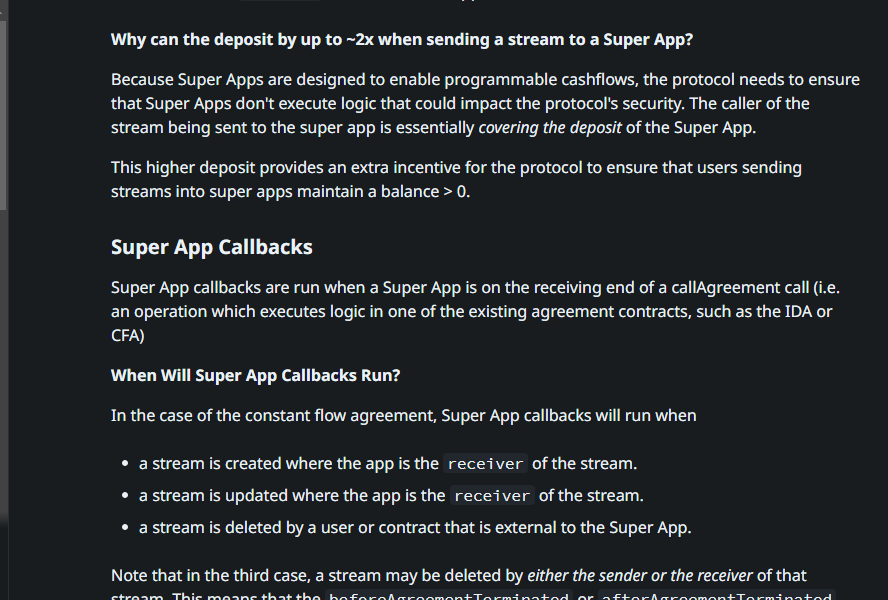 Why can the deposit by up to ~2x when sending a stream to a Super App?
Because Super Apps are designed to enable programmable cashflows, the protocol needs to ensure
that Super Apps don't execute logic that could impact the protocol's security. The caller of the
stream being sent to the super app is essentially covering the deposit of the Super App.
This higher deposit provides an extra incentive for the protocol to ensure that users sending
streams into super apps maintain a balance > 0.
Super App Callbacks
Super App callbacks are run when a Super App is on the receiving end of a callAgreement call (i.e.
an operation which executes logic in one of the existing agreement contracts, such as the IDA or
CFA)
When Will Super App Callbacks Run?
In the case of the constant flow agreement, Super App callbacks will run when
• a stream is created where the app is the receiver of the stream.
• a stream is updated where the app is the receiver of the stream.
• a stream is deleted by a user or contract that is external to the Super App.
Note that in the third case, a stream may be deleted by either the sender or the receiver of that
stream. This means that the beforeAgreementTerminated or afterAgreementTerminated